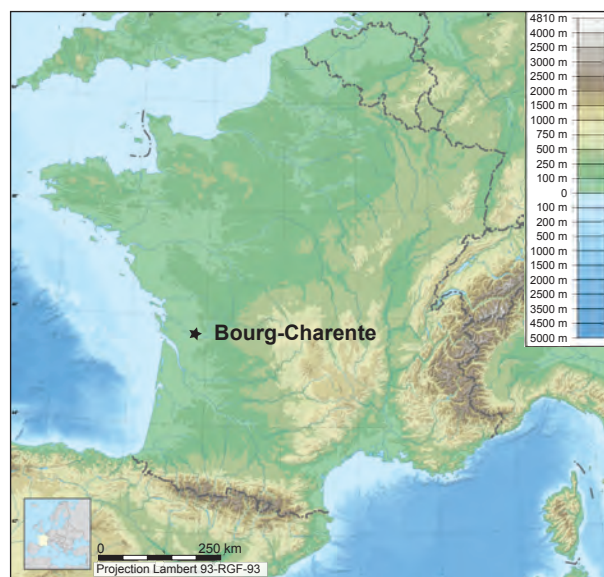 4810 m
4000 m
2500 m
3000 m
2500 m
2000 m
1500 m
1000 m
750 m
500 m
250 m
100 m
0
100 m
200 m
500 m
1000 m
1500 m
2000 m
2500 m
3500 m
4500 m
5000 m
Bourg-Charente
0 250 km
Projection Lambert 93-RGF-93